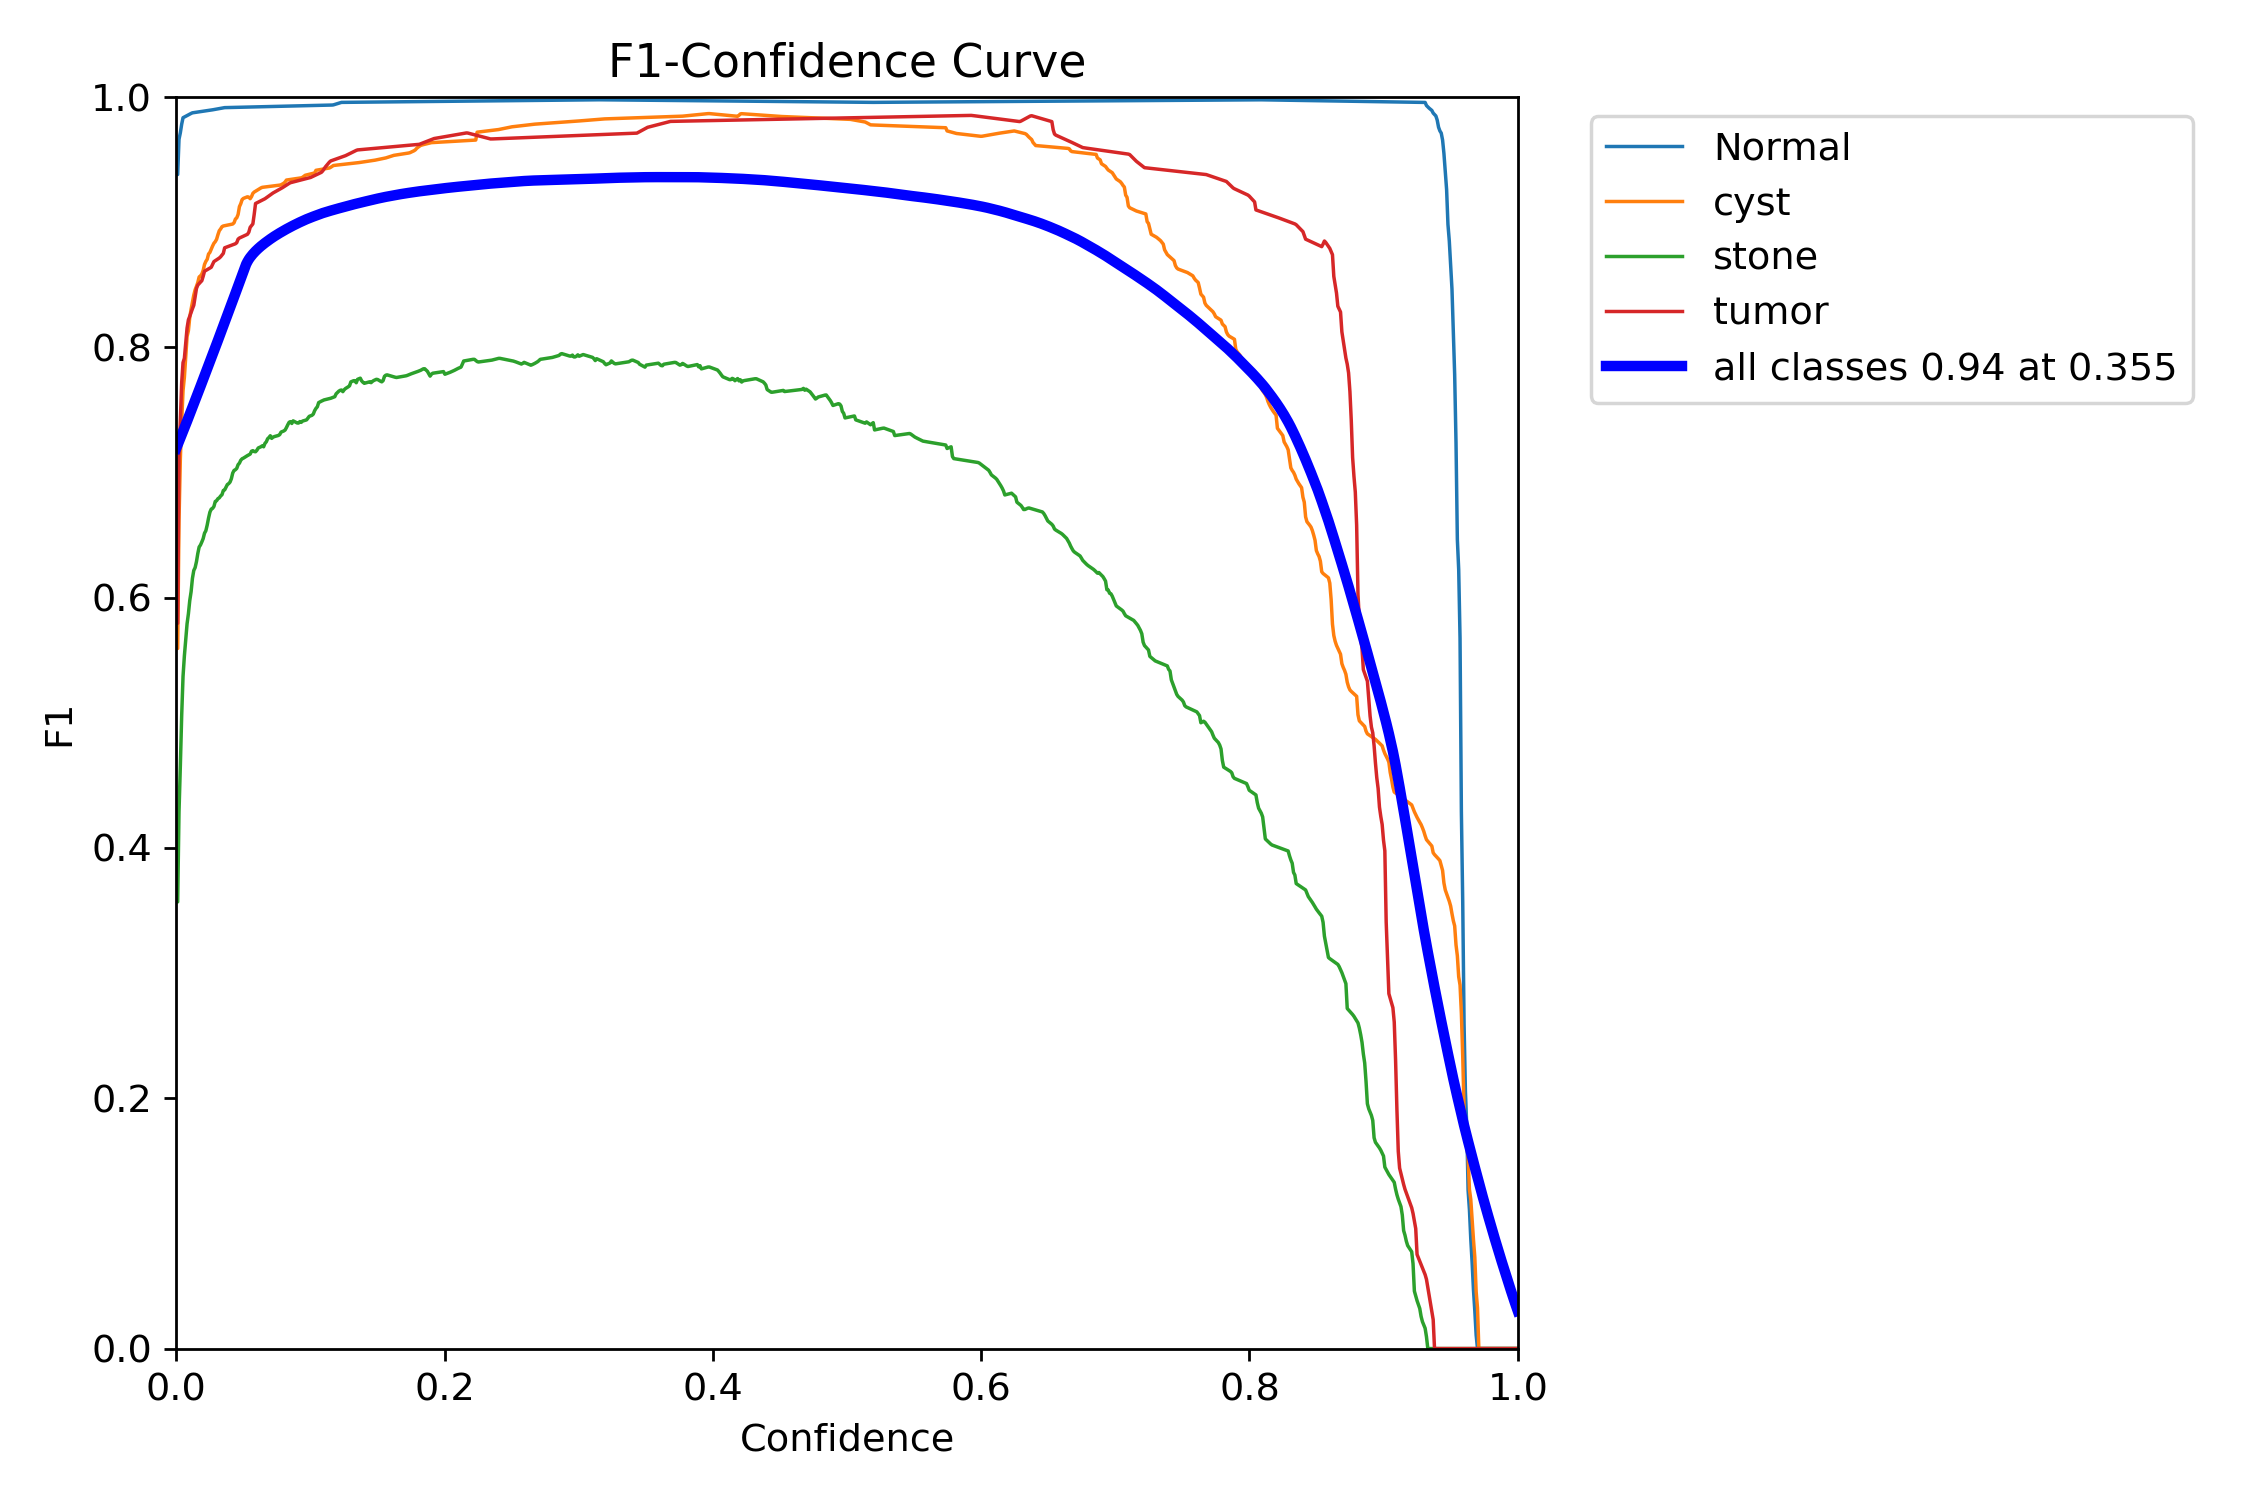 F1-Confidence Curve
1.0
0.8
0.6
0.4
0.2
0.0
F1
0.0 0.2 0.4 0.6 0.8 1.0
Confidence
Normal
cyst
stone
tumor
all classes 0.94 at 0.355